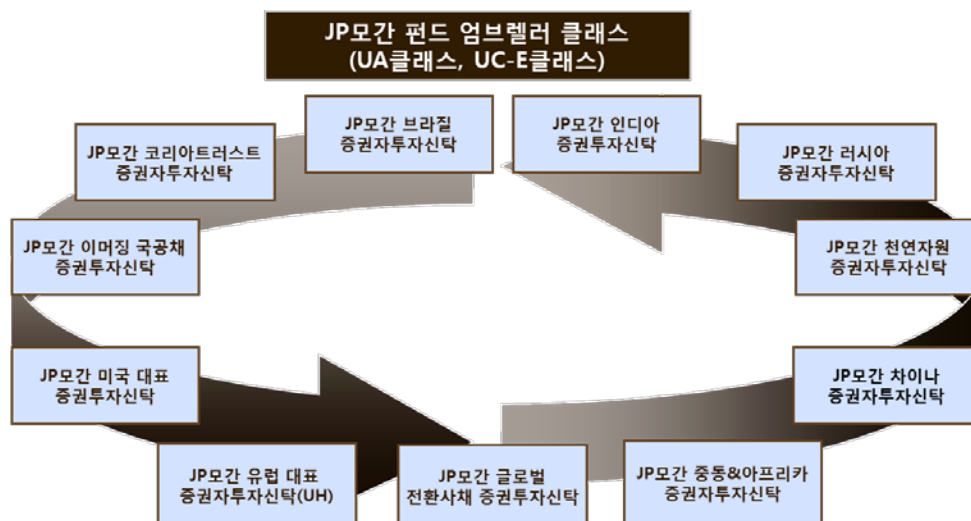 JP모간 펀드 엄브렐러 클래스
(UA클래스, UC-E클래스)
JP모간 브라질
증권자투자신탁
JP모간 인디아
증권투자신탁
JP모간 코리아트러스트
증권자투자신탁
JP모간 러시아
증권자투자신탁
JP모간 이머징 국공채
증권투자신탁
JP모간 천연자원
증권자투자신탁
JP모간 미국 대표
증권투자신탁
JP모간 차이나
증권자투자신탁
JP모간 유럽 대표
증권자투자신탁(UH)
JP모간 글로벌
전환사채 증권투자신탁
JP모간 중동&아프리카
증권자투자신탁